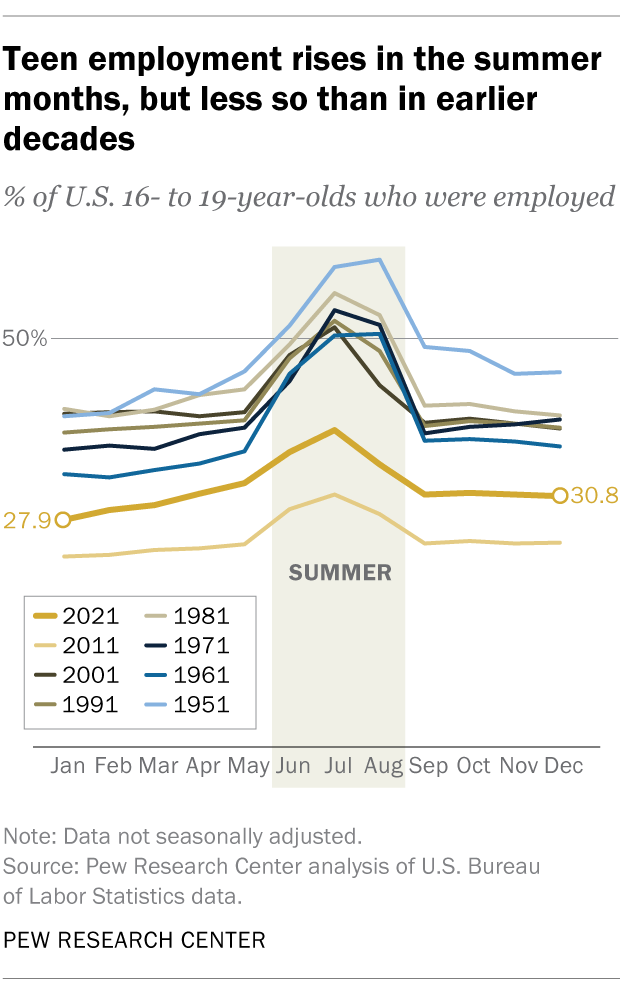 Teen employment rises in the summer
months, but less so than in earlier
decades
% of U.S. 16- to 19-year-olds who were employed
50%
27.9
30.8
SUMMER
2021 1981
2011 1971
2001 1961
1991 1951
Jan Feb Mar Apr May Jun Jul Aug Sep Oct Nov Dec
Note: Data not seasonally adjusted.
Source: Pew Research Center analysis of U.S. Bureau
of Labor Statistics data.
PEW RESEARCH CENTER